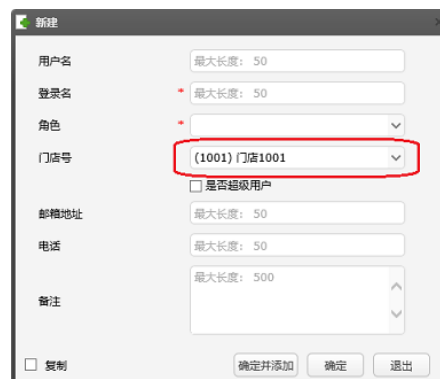 新建
用户名 最大长度: 50
登录名 * 最大长度: 50
角色 *
门店号 (1001) 门店1001
是否超级用户
邮箱地址 最大长度: 50
电话 最大长度: 50
备注 最大长度: 500
复制 确定并添加 确定 退出